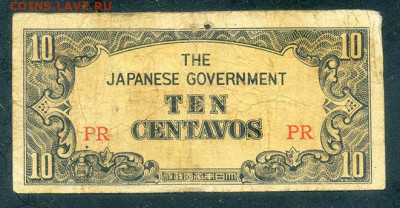 COINS.LAVE.RU
10 10
THE
JAPANESE GOVERNMENT
TEN
PR PR
CENTAVOS
10 10